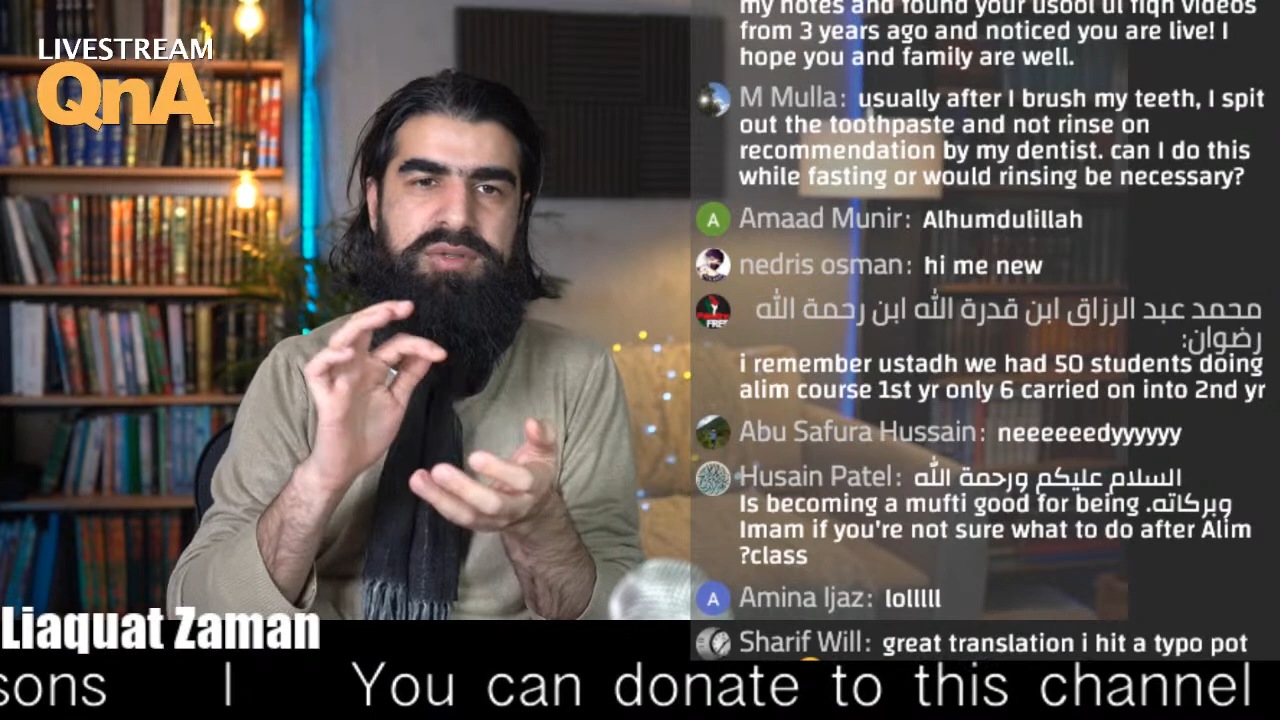 LIVESTREAM
QnA
my notes and found your usool ul fiqh videos
from 3 years ago and noticed you are live! I
hope you and family are well.
M Mulla: usually after I brush my teeth, I spit
out the toothpaste and not rinse on
recommendation by my dentist. can I do this
while fasting or would rinsing be necessary?
A Amaad Munir: Alhumdulillah
nedris osman: hi me new
محمد عبد الرزاق ابن قدرة الله ابن رحمة الله
رضوان:
i remember ustadh we had 50 students doing
alim course 1st yr only 6 carried on into 2nd yr
Abu Safura Hussain: neeeeeedyyyyyy
Husain Patel: السلام عليكم ورحمة الله
Is becoming a mufti good for being .وبركاته
Imam if you're not sure what to do after Alim
?class
A Amina Ijaz: lolllll
Sharif Will: great translation i hit a typo pot
Liaquat Zaman
sons | You can donate to this channel